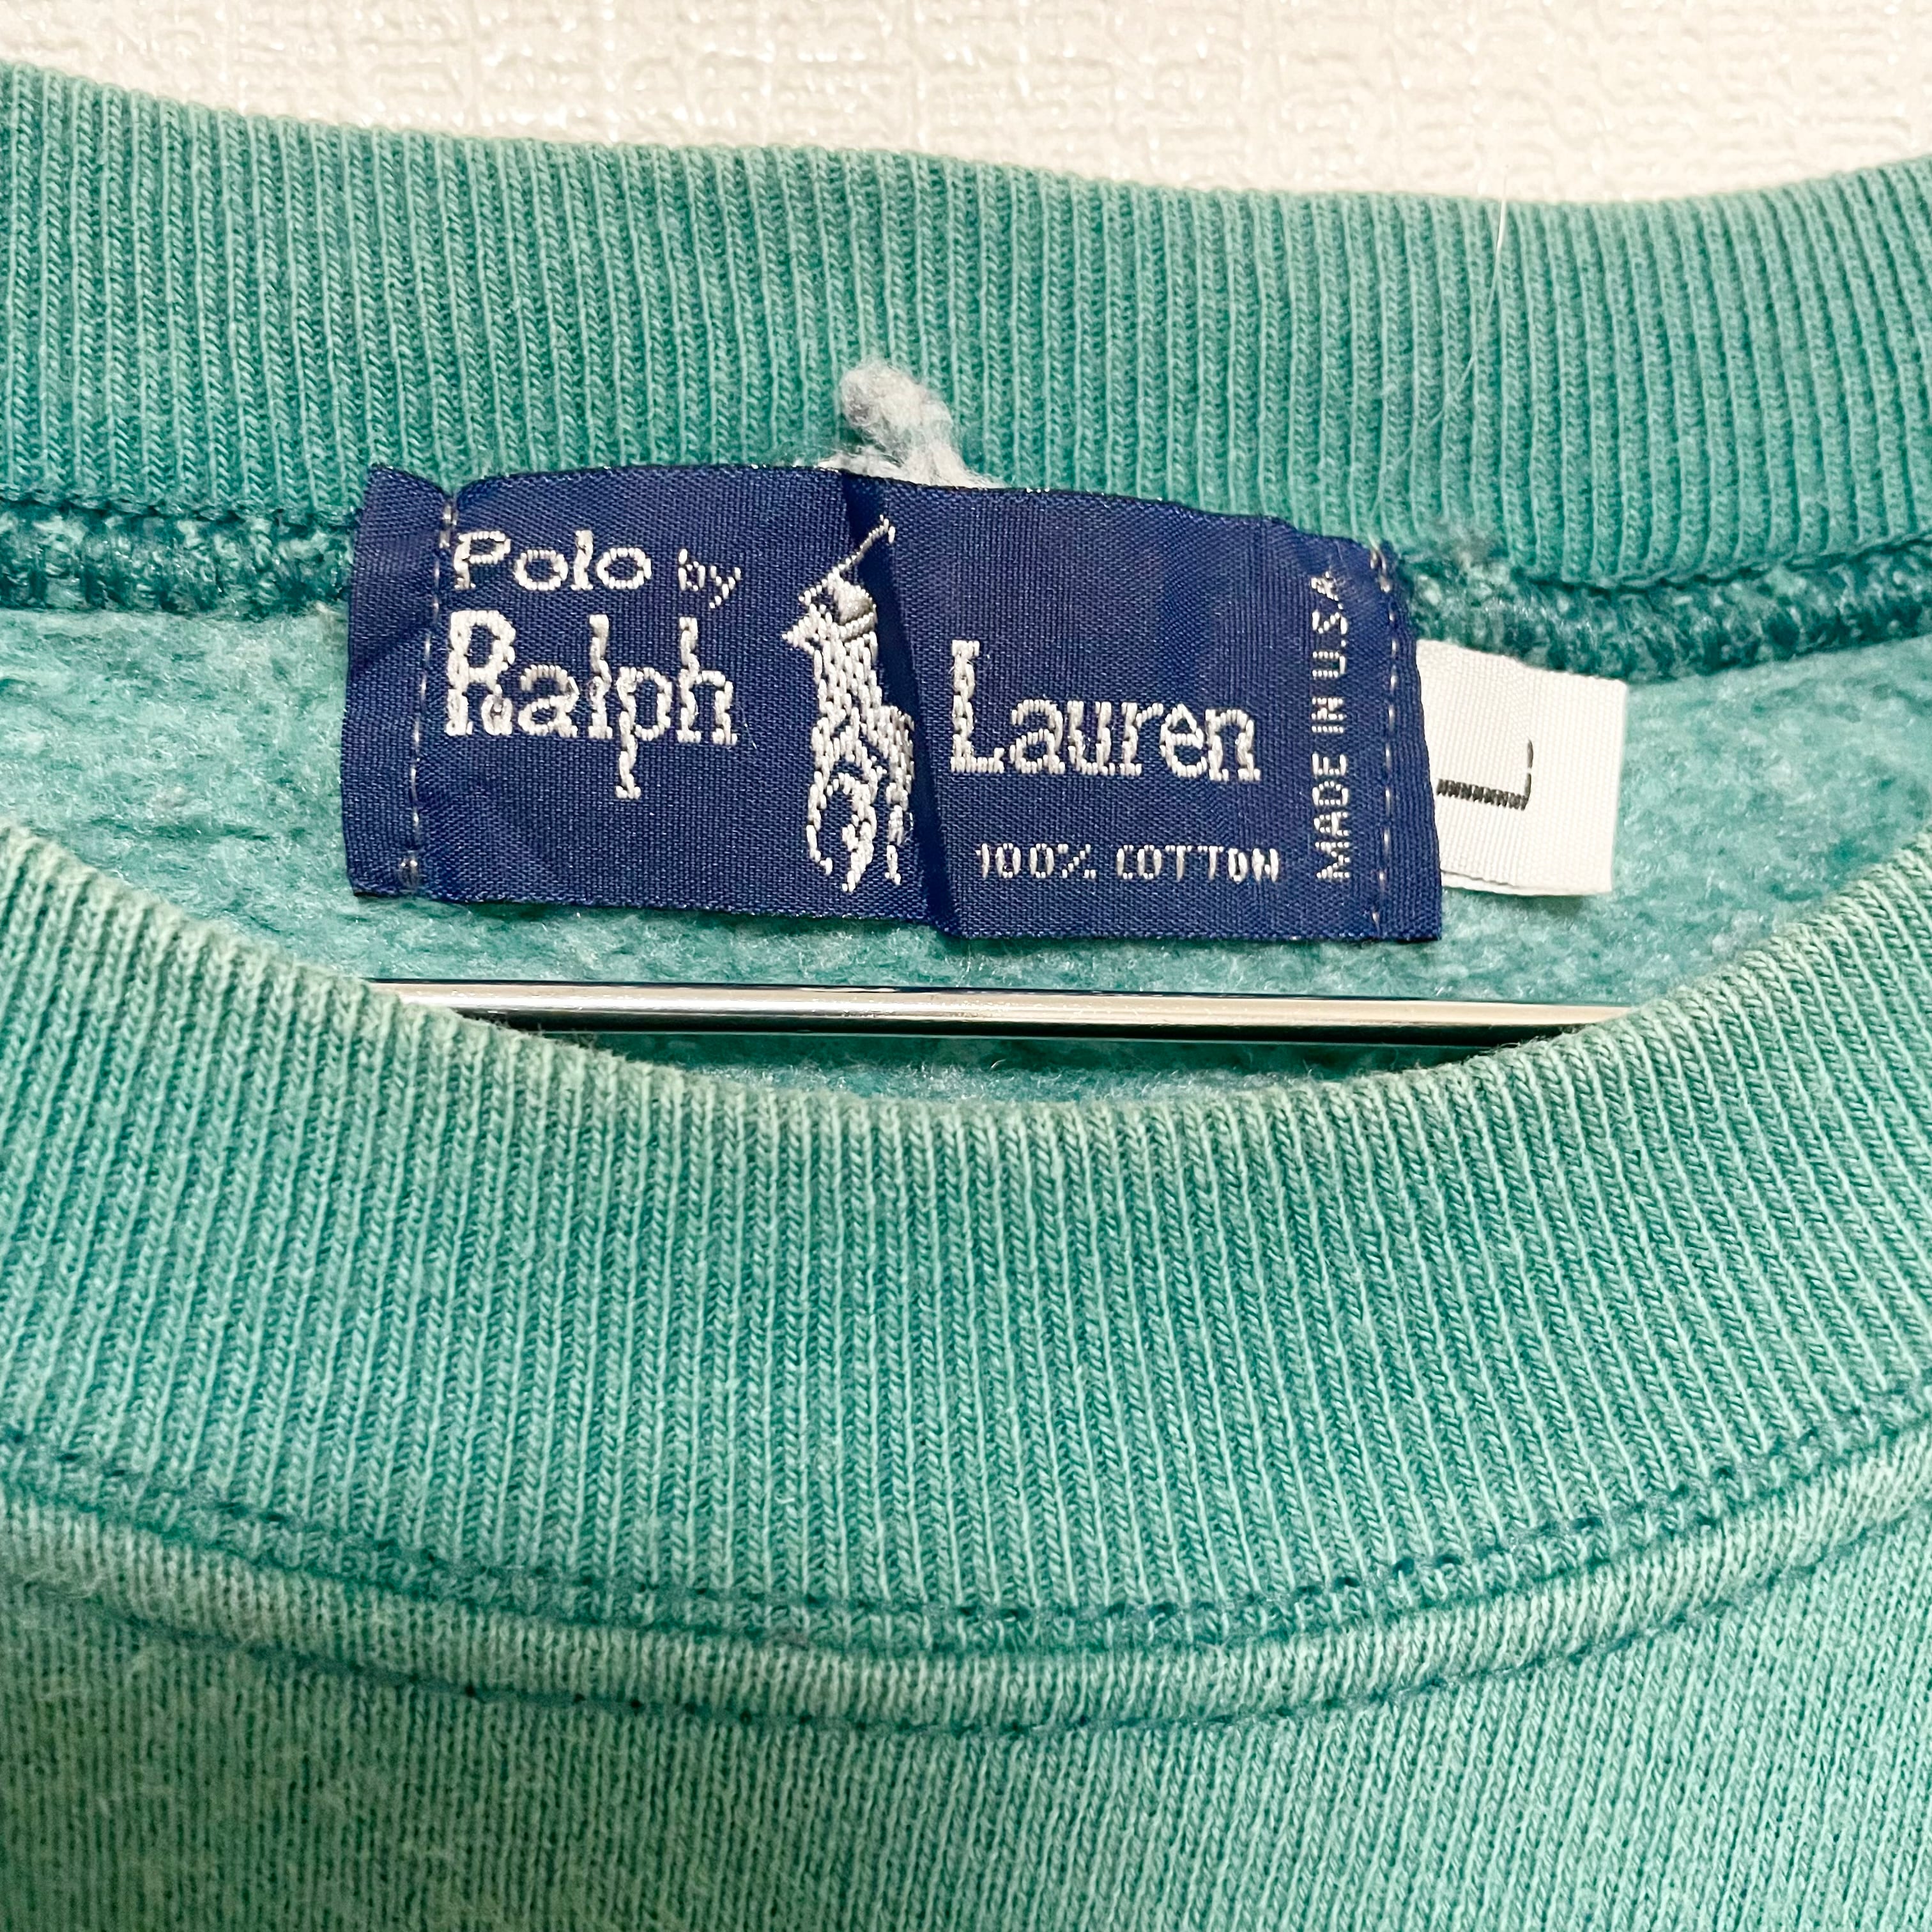 Polo by
Ralph Lauren
100% COTTON
MADE IN U.S.A
L